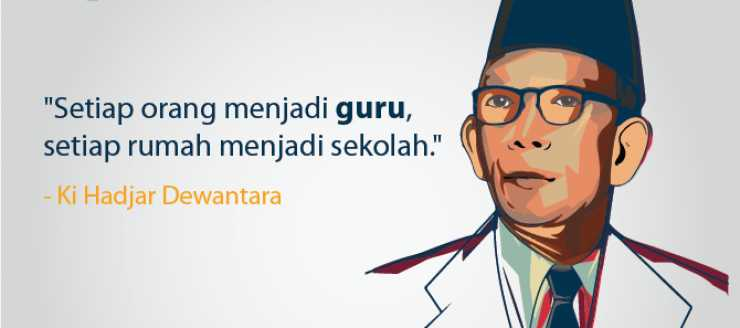 "Setiap orang menjadi guru,
setiap rumah menjadi sekolah."
- Ki Hadjar Dewantara